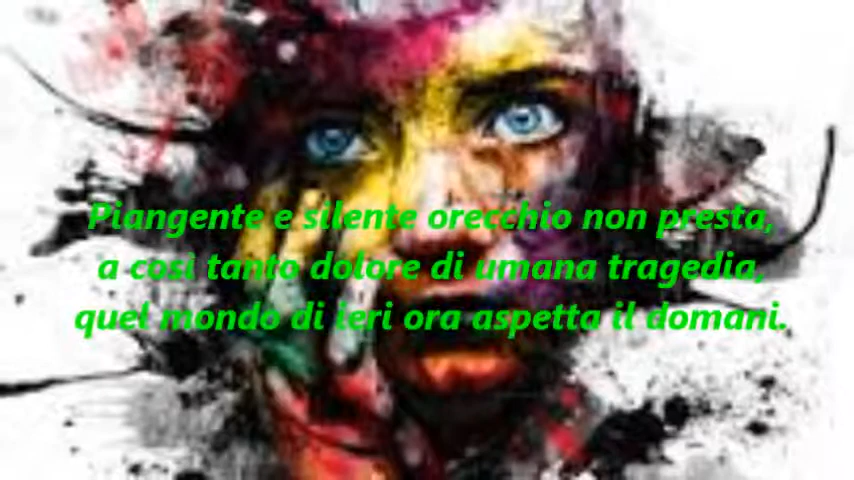 Piangente e silente orecchio non presta,
a così tanto dolore di umana tragedia,
quel mondo di ieri ora aspetta il domani.